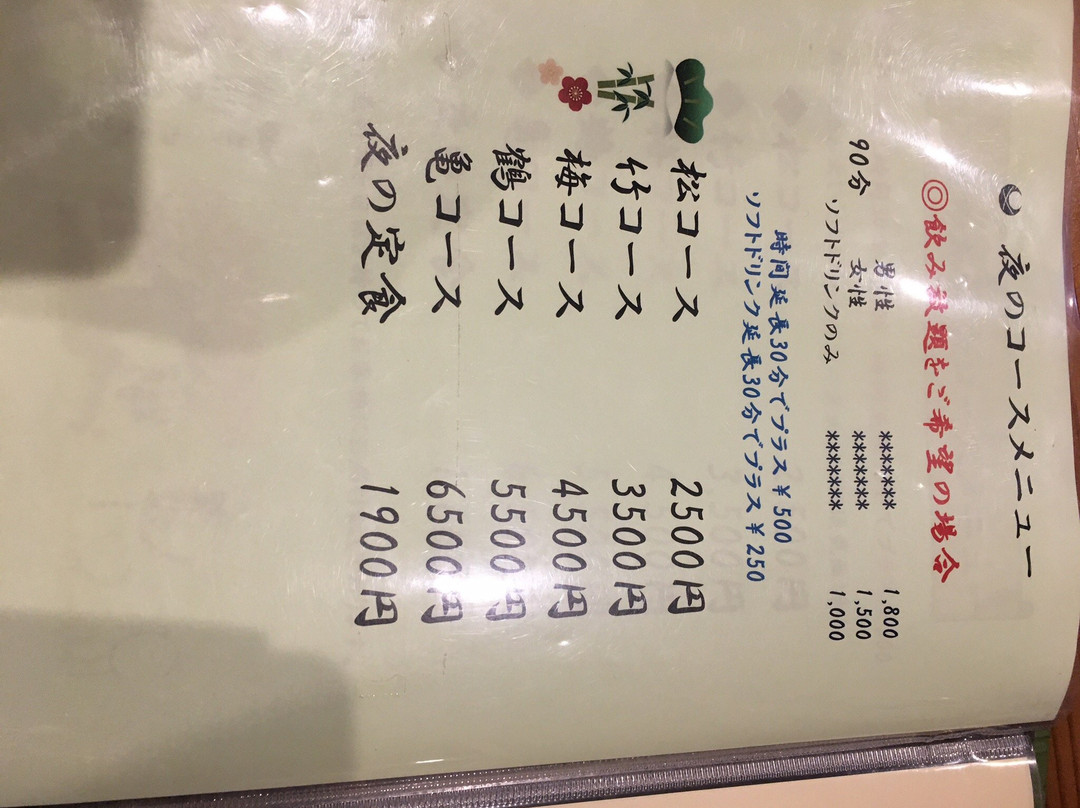 夜のコースメニュー
◎飲み放題をご希望の場合
90分 男性 ******* 1,800
女性 ******* 1,500
ソフトドリンクのみ ******* 1,000
時間延長30分でプラス¥500
ソフトドリンク延長30分でプラス¥250
松コース 2500円
竹コース 3500円
梅コース 4500円
鶴コース 5500円
亀コース 6500円
夜の定食 1900円